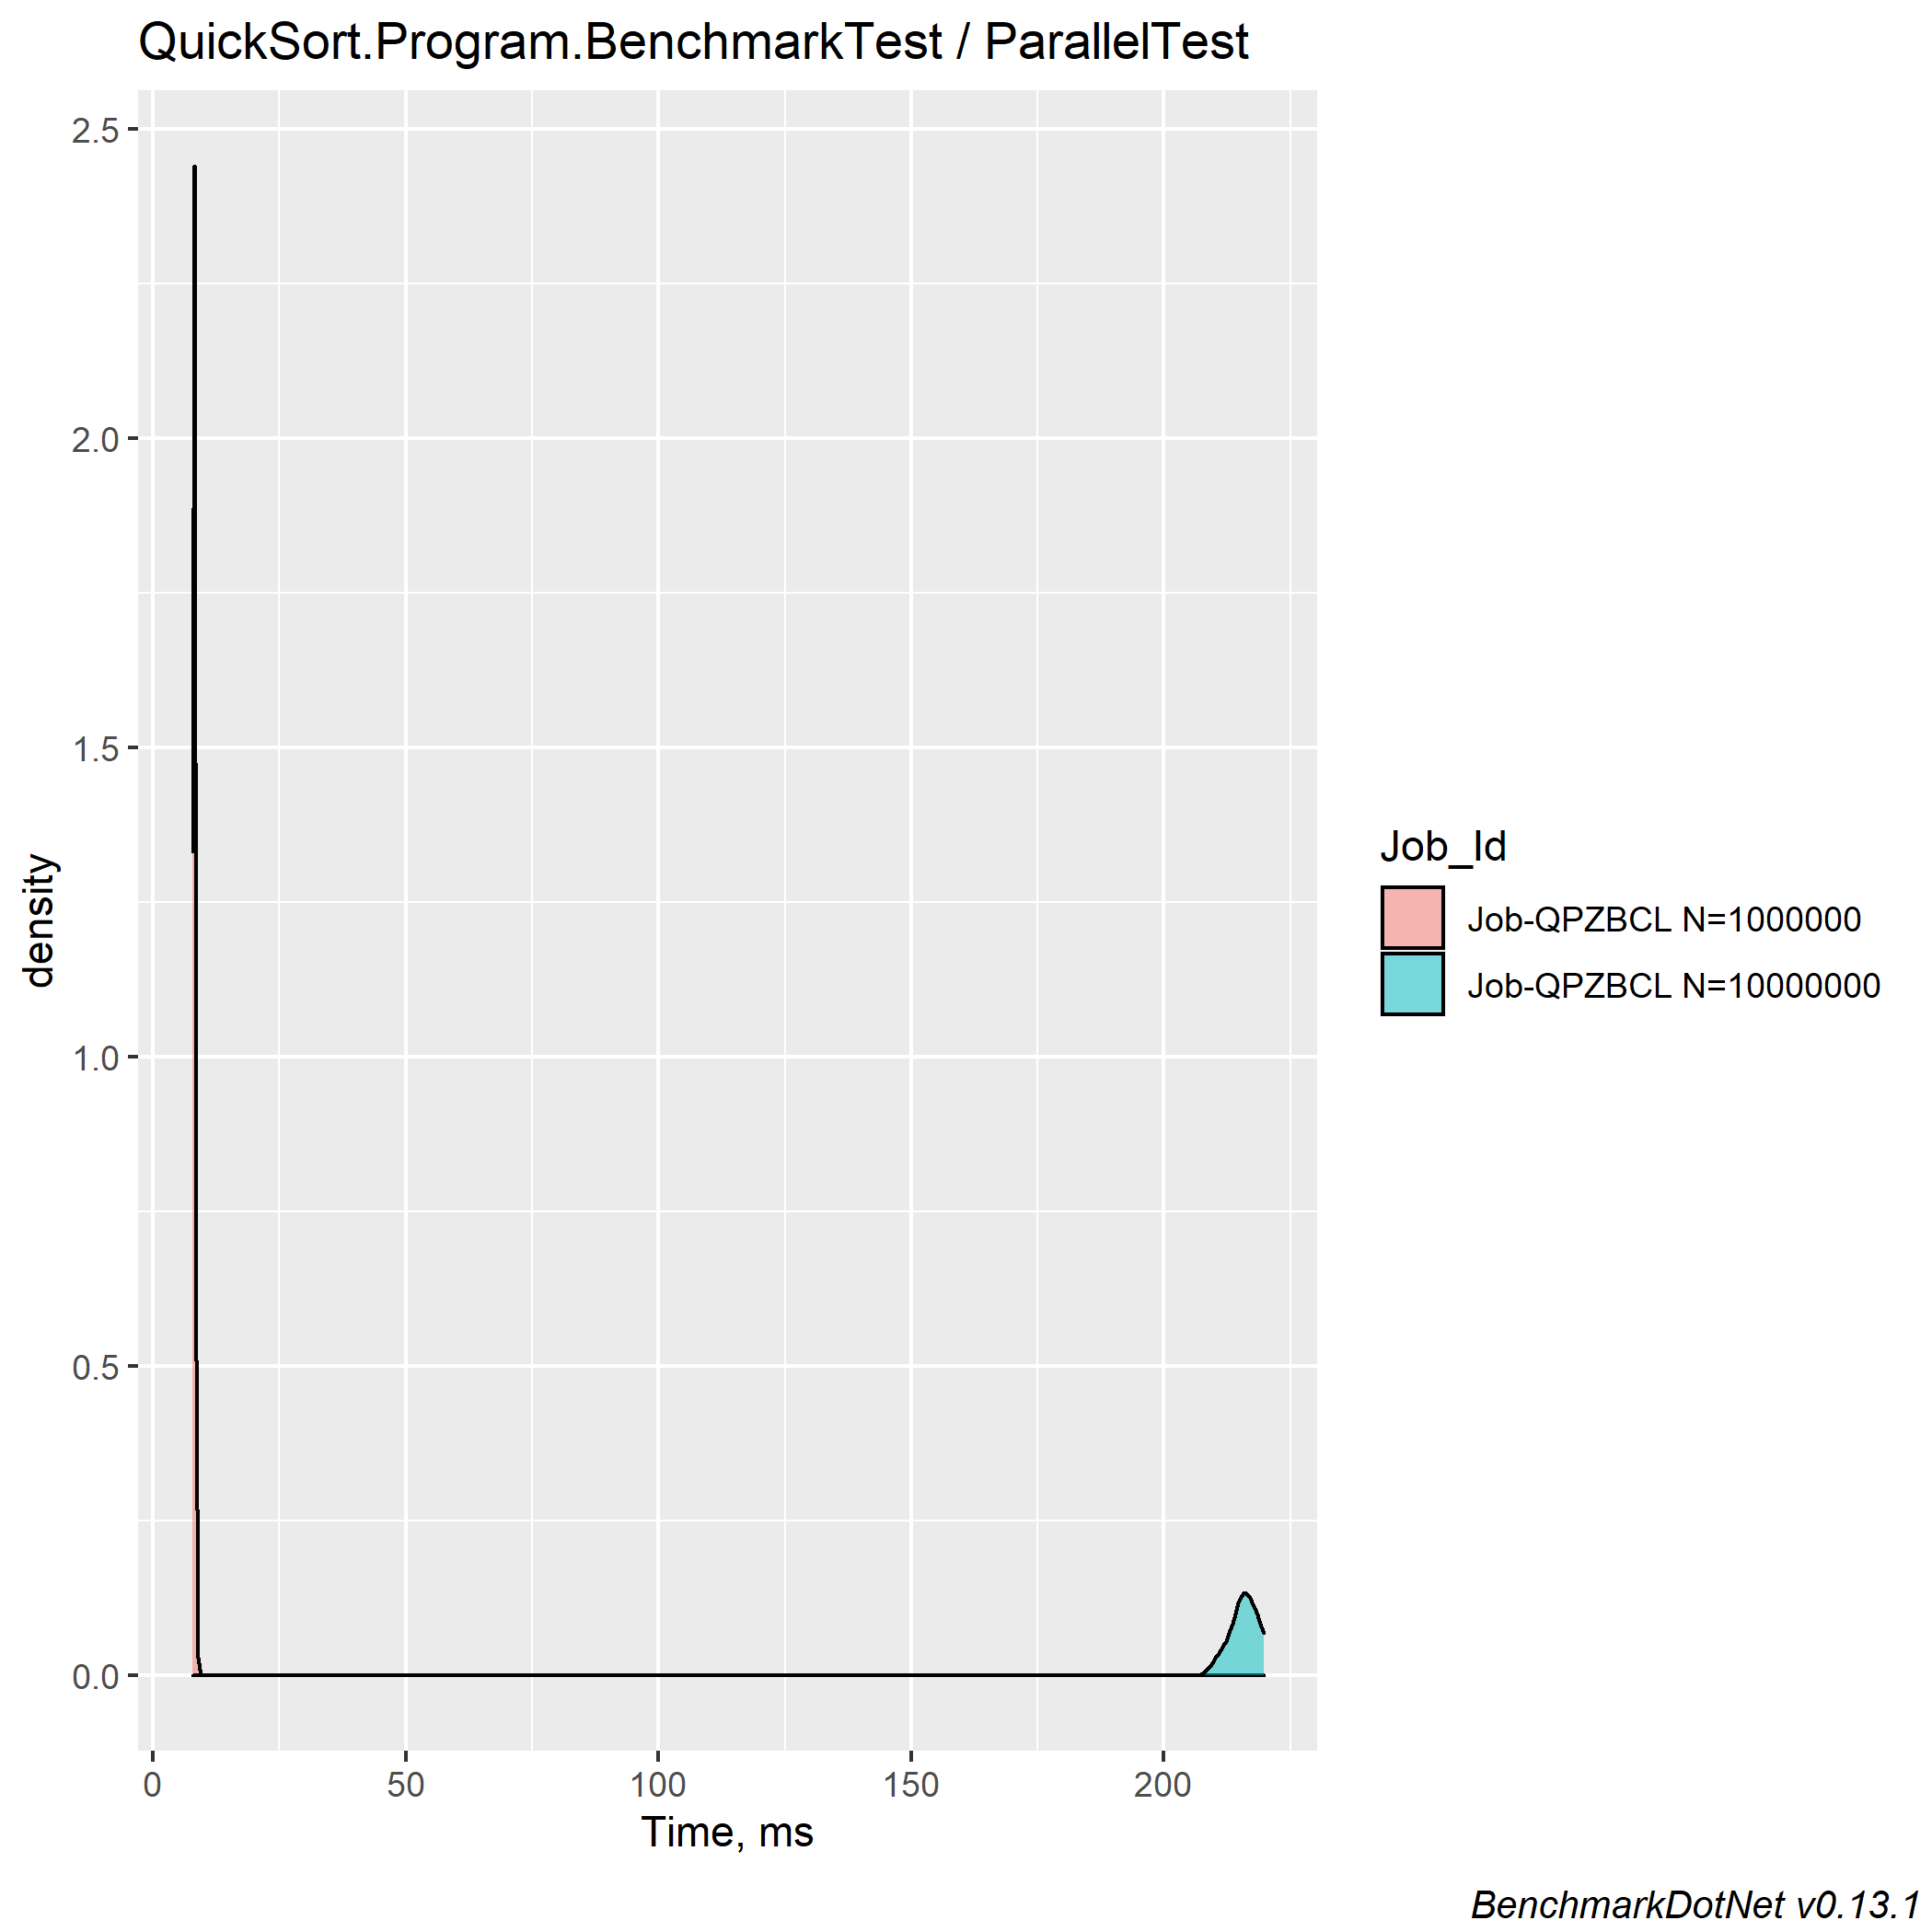 QuickSort.Program.BenchmarkTest / ParallelTest
2.5
2.0
1.5
1.0
0.5
0.0
density
0 50 100 150 200
Time, ms
Job_Id
Job-QPZBCL N=1000000
Job-QPZBCL N=10000000
BenchmarkDotNet v0.13.1